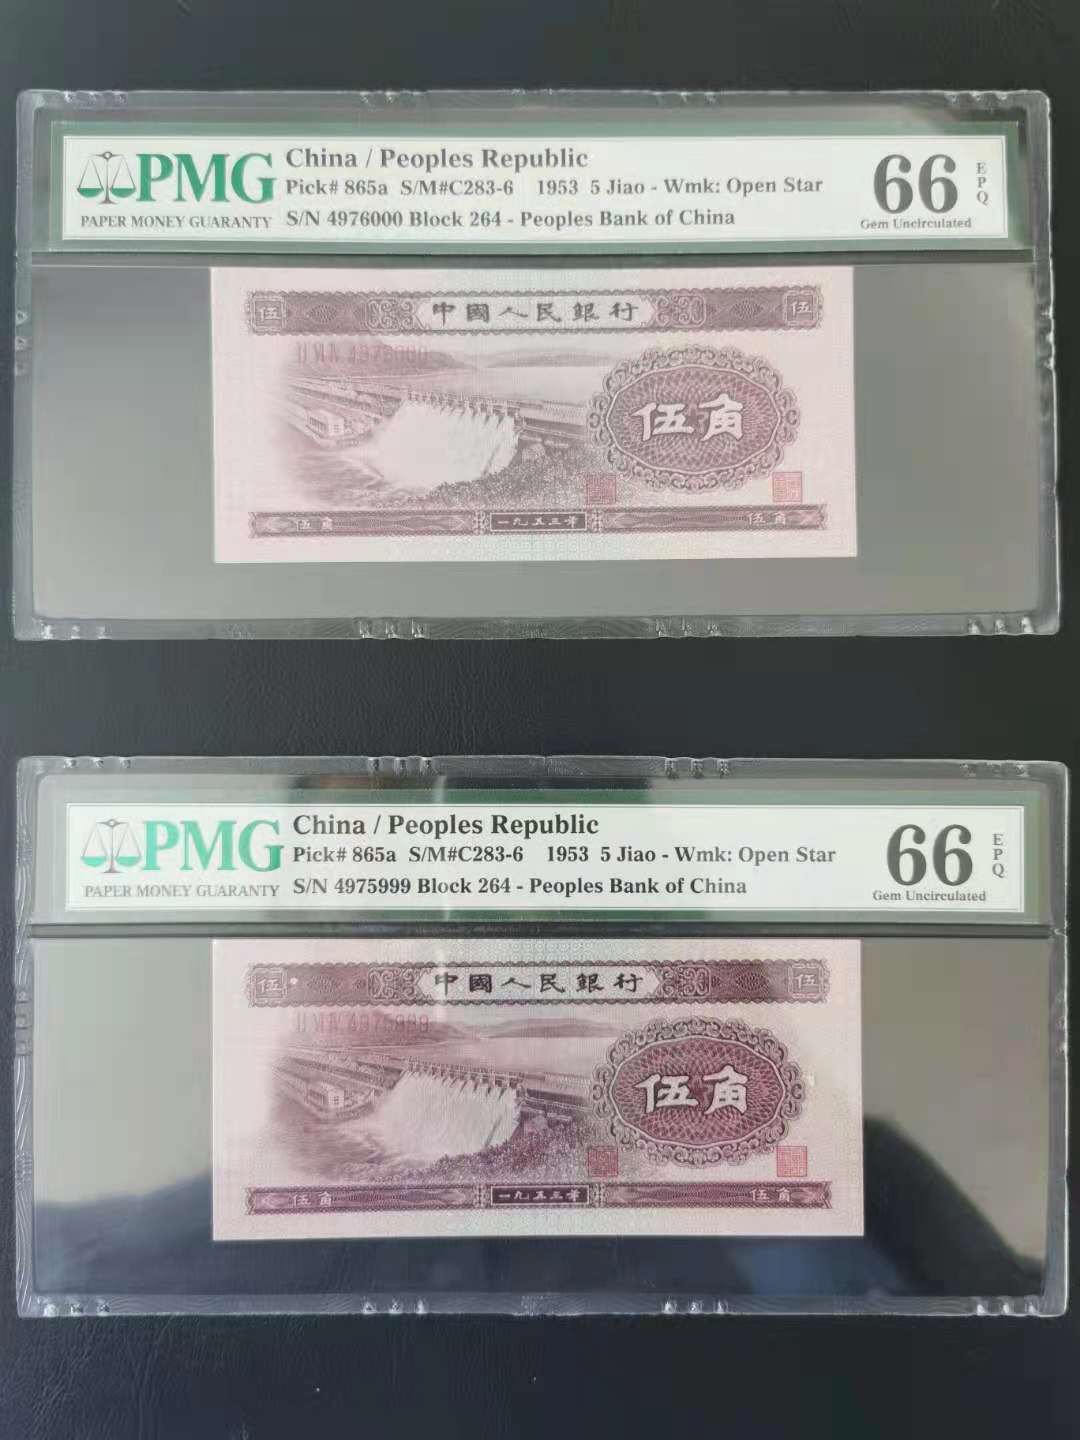 PMG
PAPER MONEY GUARANTY
China / Peoples Republic
Pick# 865a S/M#C283-6 1953 5 Jiao - Wmk: Open Star
S/N 4976000 Block 264 - Peoples Bank of China
66
EPQ
Gem Uncirculated
伍 中國人民銀行 伍
4976000
伍角
伍角 一九五三年 伍角
PMG
PAPER MONEY GUARANTY
China / Peoples Republic
Pick# 865a S/M#C283-6 1953 5 Jiao - Wmk: Open Star
S/N 4975999 Block 264 - Peoples Bank of China
66
EPQ
Gem Uncirculated
伍 中國人民銀行 伍
4975999
伍角
伍角 一九五三年 伍角